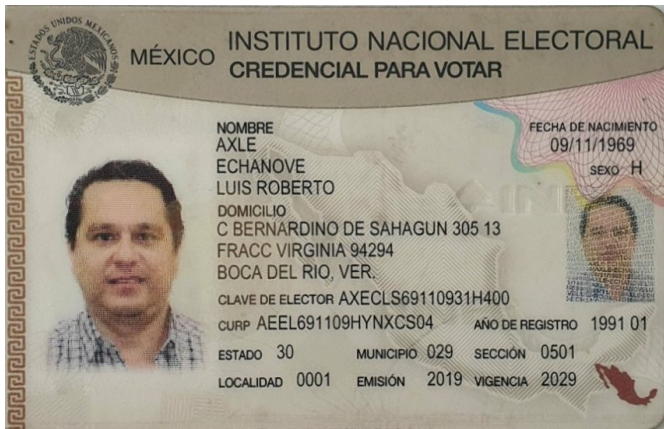 ESTADOS UNIDOS MEXICANOS
MÉXICO INSTITUTO NACIONAL ELECTORAL
CREDENCIAL PARA VOTAR
NOMBRE
AXLE
ECHANOVE
LUIS ROBERTO
FECHA DE NACIMIENTO
09/11/1969
SEXO H
DOMICILIO
C BERNARDINO DE SAHAGUN 305 13
FRACC VIRGINIA 94294
BOCA DEL RIO, VER.
CLAVE DE ELECTOR AXECLS69110931H400
CURP AEEL691109HYNXCS04 AÑO DE REGISTRO 1991 01
ESTADO 30 MUNICIPIO 029 SECCIÓN 0501
LOCALIDAD 0001 EMISIÓN 2019 VIGENCIA 2029